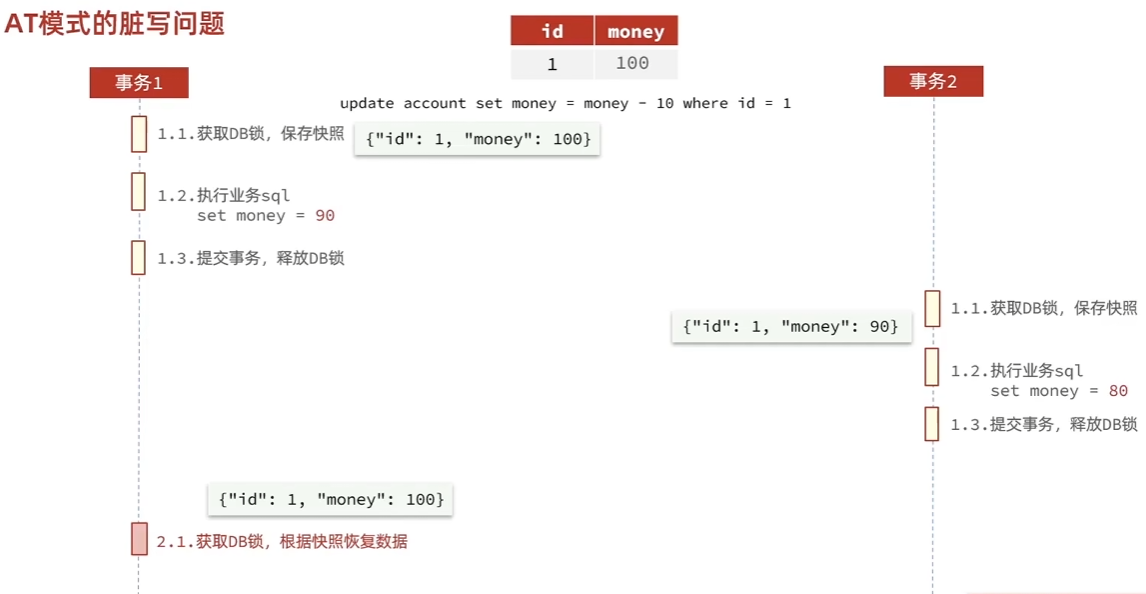 AT模式的脏写问题
id money
1 100
事务1
事务2
update account set money = money - 10 where id = 1
1.1.获取DB锁，保存快照
{"id": 1, "money": 100}
1.2.执行业务sql
set money = 90
1.3.提交事务，释放DB锁
1.1.获取DB锁，保存快照
{"id": 1, "money": 90}
1.2.执行业务sql
set money = 80
1.3.提交事务，释放DB锁
{"id": 1, "money": 100}
2.1.获取DB锁，根据快照恢复数据